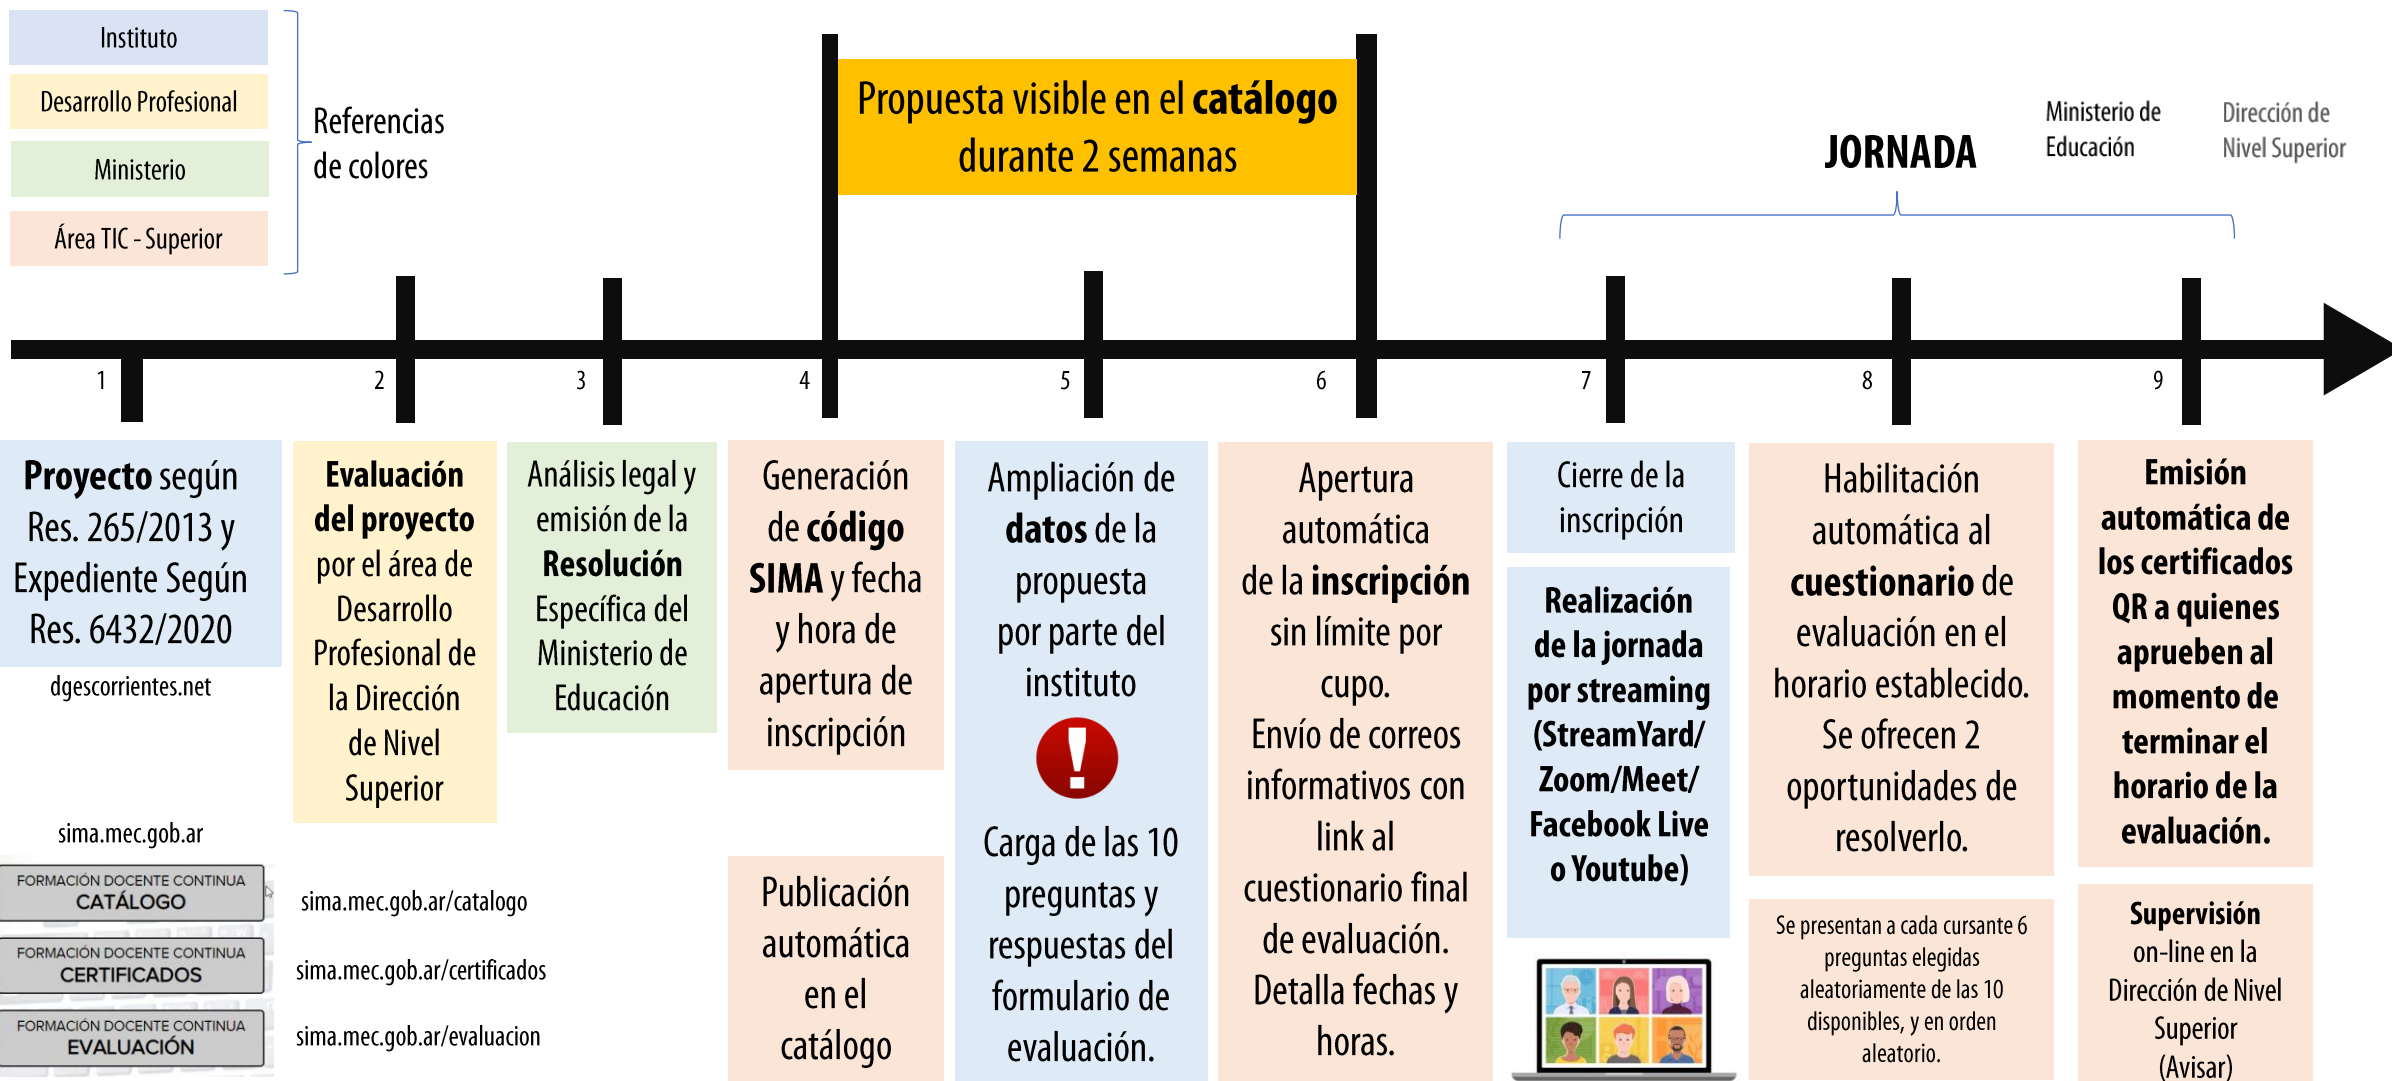 Instituto
Desarrollo Profesional
Ministerio
Área TIC - Superior
Referencias
de colores
Propuesta visible en el catálogo
durante 2 semanas
JORNADA
Ministerio de
Educación
Dirección de
Nivel Superior
1
2
3
4
5
6
7
8
9
Proyecto según
Res. 265/2013 y
Expediente Según
Res. 6432/2020
dgescorrientes.net
sima.mec.gob.ar
FORMACIÓN DOCENTE CONTINUA
CATÁLOGO
sima.mec.gob.ar/catalogo
FORMACIÓN DOCENTE CONTINUA
CERTIFICADOS
sima.mec.gob.ar/certificados
FORMACIÓN DOCENTE CONTINUA
EVALUACIÓN
sima.mec.gob.ar/evaluacion
Evaluación
del proyecto
por el área de
Desarrollo
Profesional de
la Dirección
de Nivel
Superior
Análisis legal y
emisión de la
Resolución
Específica del
Ministerio de
Educación
Generación
de código
SIMA y fecha
y hora de
apertura de
inscripción
Publicación
automática
en el
catálogo
Ampliación de
datos de la
propuesta
por parte del
instituto
!
Carga de las 10
preguntas y
respuestas del
formulario de
evaluación.
Apertura
automática
de la inscripción
sin límite por
cupo.
Envío de correos
informativos con
link al
cuestionario final
de evaluación.
Detalla fechas y
horas.
Cierre de la
inscripción
Realización
de la jornada
por streaming
(StreamYard/
Zoom/Meet/
Facebook Live
o Youtube)
Habilitación
automática al
cuestionario de
evaluación en el
horario establecido.
Se ofrecen 2
oportunidades de
resolverlo.
Se presentan a cada cursante 6
preguntas elegidas
aleatoriamente de las 10
disponibles, y en orden
aleatorio.
Emisión
automática de
los certificados
QR a quienes
aprueben al
momento de
terminar el
horario de la
evaluación.
Supervisión
on-line en la
Dirección de Nivel
Superior
(Avisar)